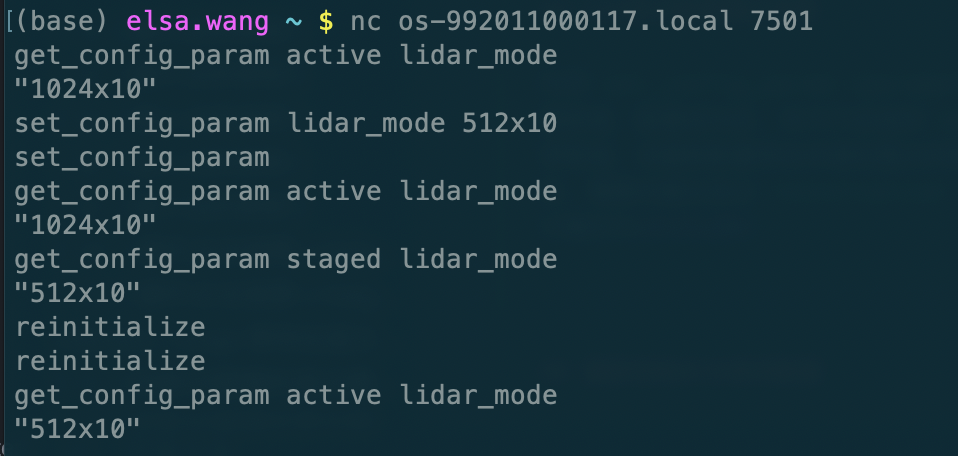 [(base) elsa.wang ~ $ nc os-992011000117.local 7501
get_config_param active lidar_mode
"1024x10"
set_config_param lidar_mode 512x10
set_config_param
get_config_param active lidar_mode
"1024x10"
get_config_param staged lidar_mode
"512x10"
reinitialize
reinitialize
get_config_param active lidar_mode
"512x10"